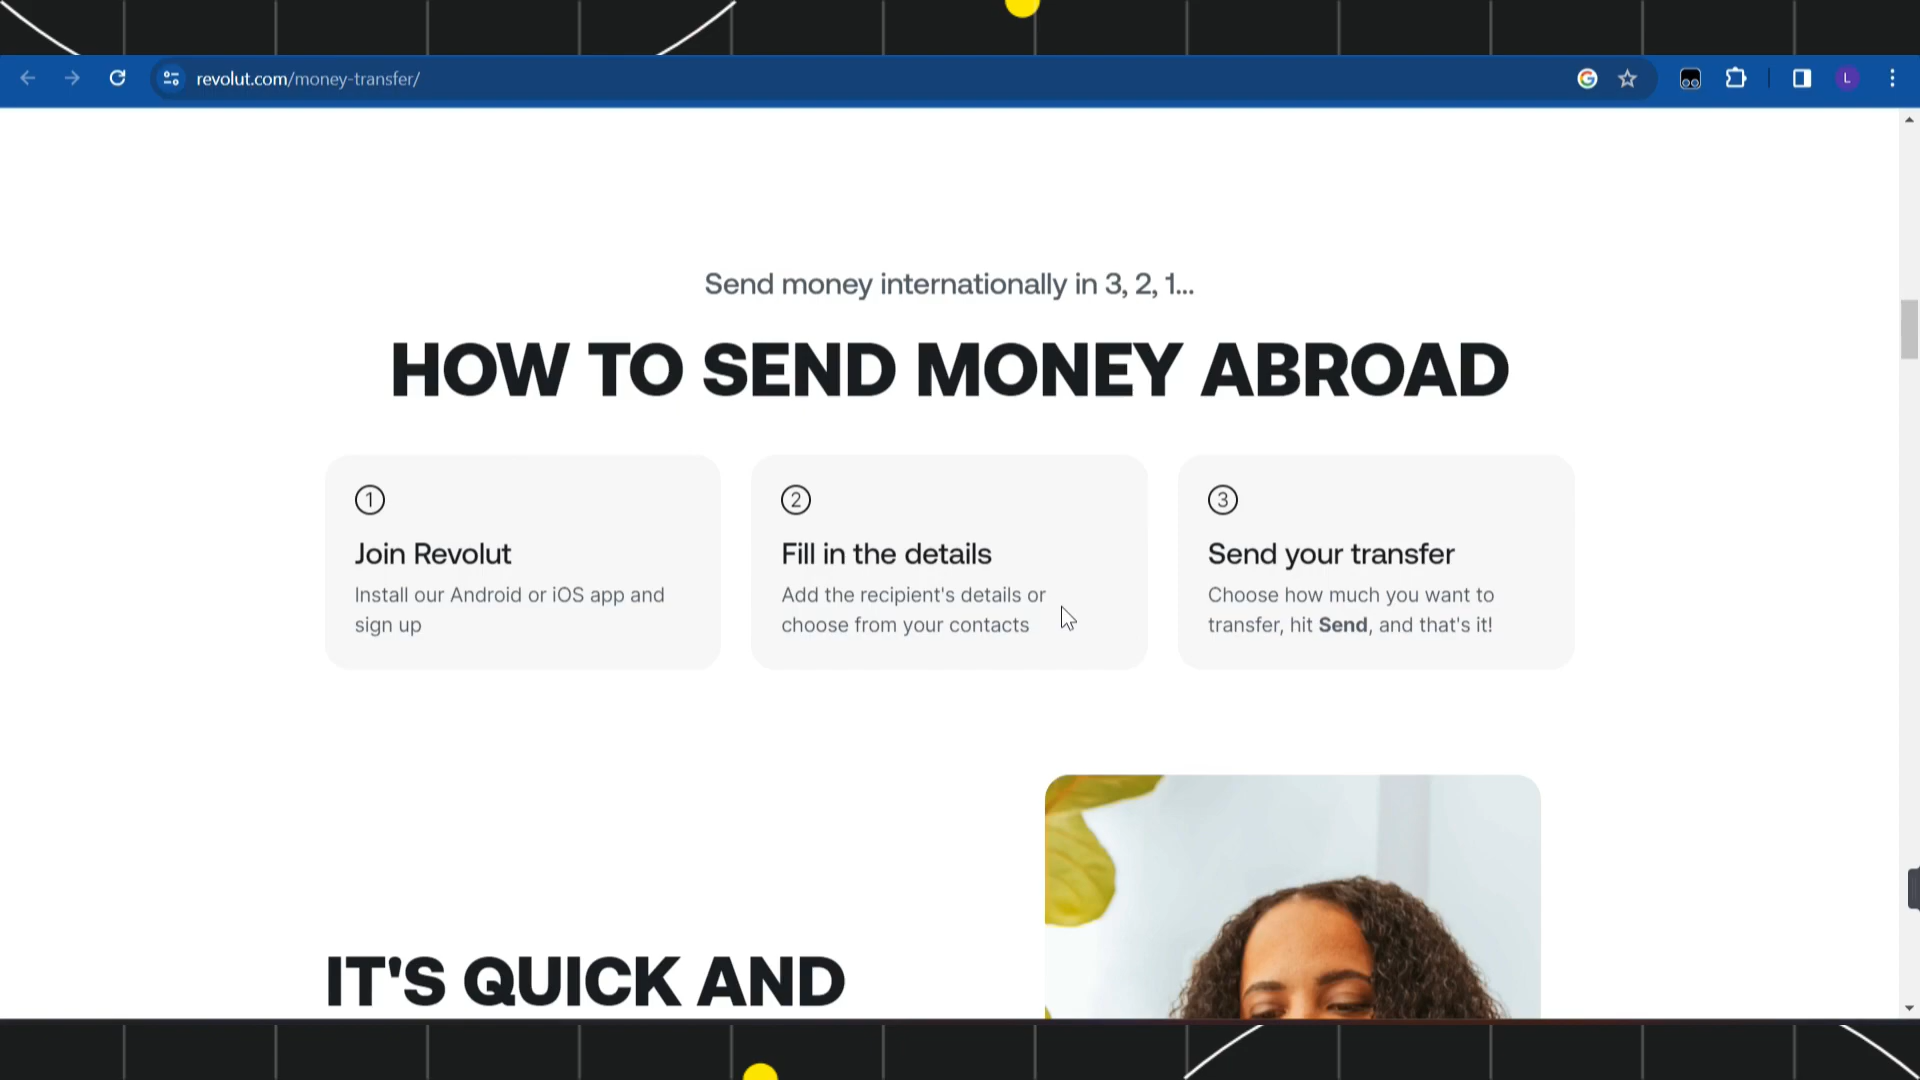 revolut.com/money-transfer/
L
Send money internationally in 3, 2, 1...
HOW TO SEND MONEY ABROAD
1
Join Revolut
Install our Android or iOS app and
sign up
2
Fill in the details
Add the recipient's details or
choose from your contacts
3
Send your transfer
Choose how much you want to
transfer, hit Send, and that's it!
IT'S QUICK AND